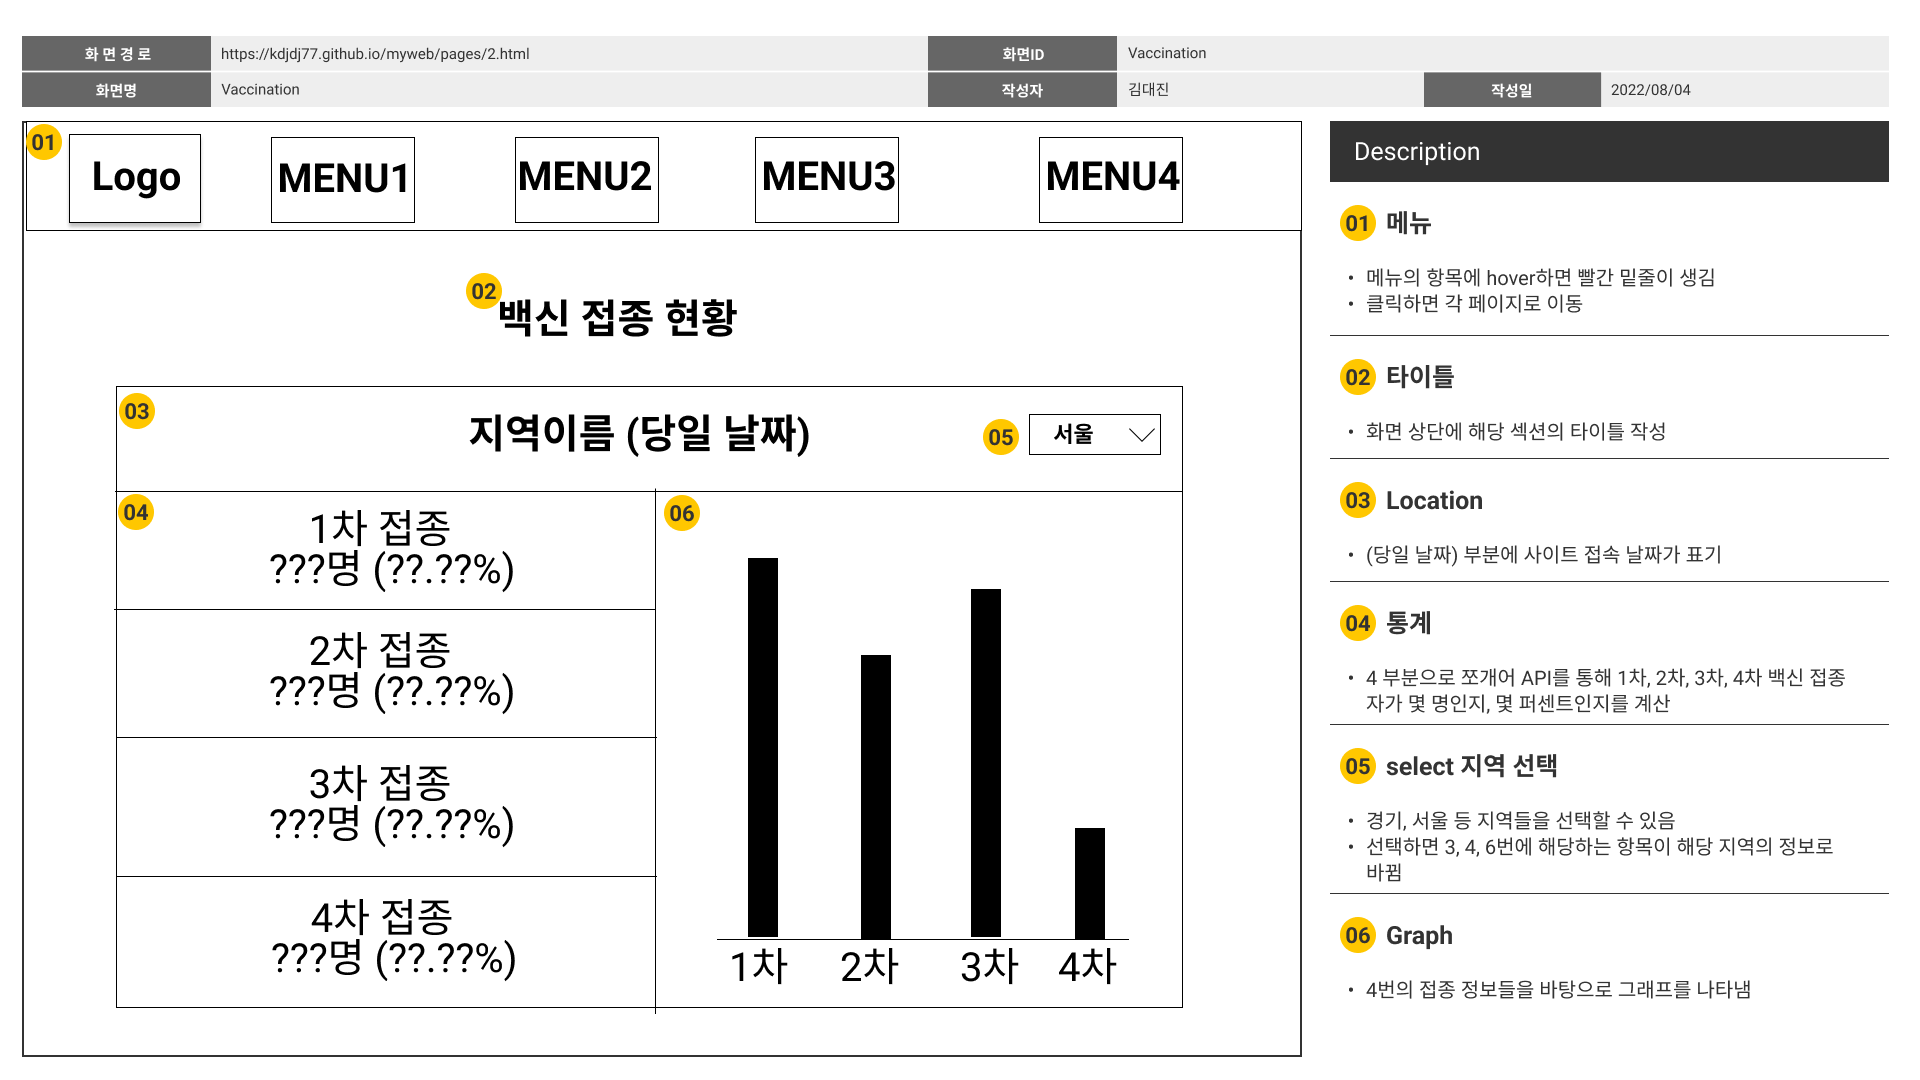 화 면 경 로
https://kdjdj77.github.io/myweb/pages/2.html
화면ID
Vaccination
화면명
Vaccination
작성자
김대진
작성일
2022/08/04
01
Logo
MENU1
MENU2
MENU3
MENU4
02
백신 접종 현황
03
지역이름 (당일 날짜)
05
서울
04
1차 접종
???명 (??.??%)
2차 접종
???명 (??.??%)
3차 접종
???명 (??.??%)
4차 접종
???명 (??.??%)
06
1차
2차
3차
4차
Description
01 메뉴
• 메뉴의 항목에 hover하면 빨간 밑줄이 생김
• 클릭하면 각 페이지로 이동
02 타이틀
• 화면 상단에 해당 섹션의 타이틀 작성
03 Location
• (당일 날짜) 부분에 사이트 접속 날짜가 표기
04 통계
• 4 부분으로 쪼개어 API를 통해 1차, 2차, 3차, 4차 백신 접종
자가 몇 명인지, 몇 퍼센트인지를 계산
05 select 지역 선택
• 경기, 서울 등 지역들을 선택할 수 있음
• 선택하면 3, 4, 6번에 해당하는 항목이 해당 지역의 정보로
바뀜
06 Graph
• 4번의 접종 정보들을 바탕으로 그래프를 나타냄